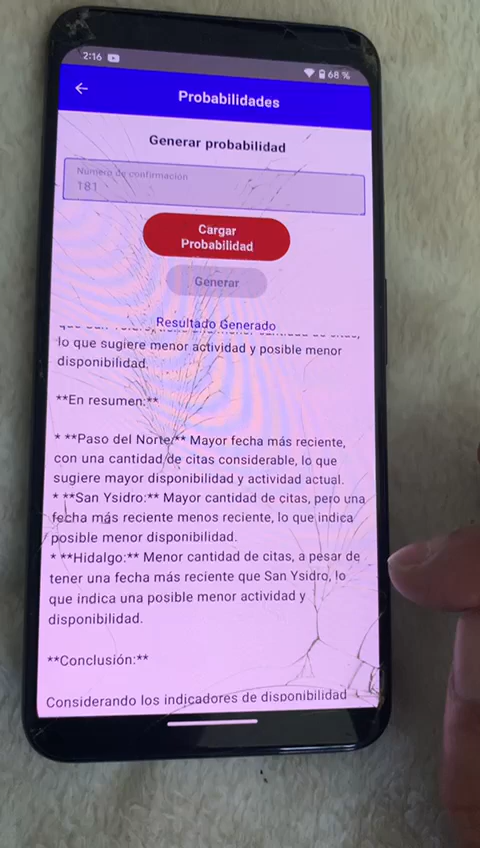 2:16
68 %
Probabilidades
Generar probabilidad
Número de confirmación
181
Cargar
Probabilidad
Generar
Resultado Generado
lo que sugiere menor actividad y posible menor
disponibilidad.
**En resumen:**
* **Paso del Norte:** Mayor fecha más reciente,
con una cantidad de citas considerable, lo que
sugiere mayor disponibilidad y actividad actual.
* **San Ysidro:** Mayor cantidad de citas, pero una
fecha más reciente menos reciente, lo que indica
posible menor disponibilidad.
* **Hidalgo:** Menor cantidad de citas, a pesar de
tener una fecha más reciente que San Ysidro, lo
que indica una posible menor actividad y
disponibilidad.
**Conclusión:**
Considerando los indicadores de disponibilidad